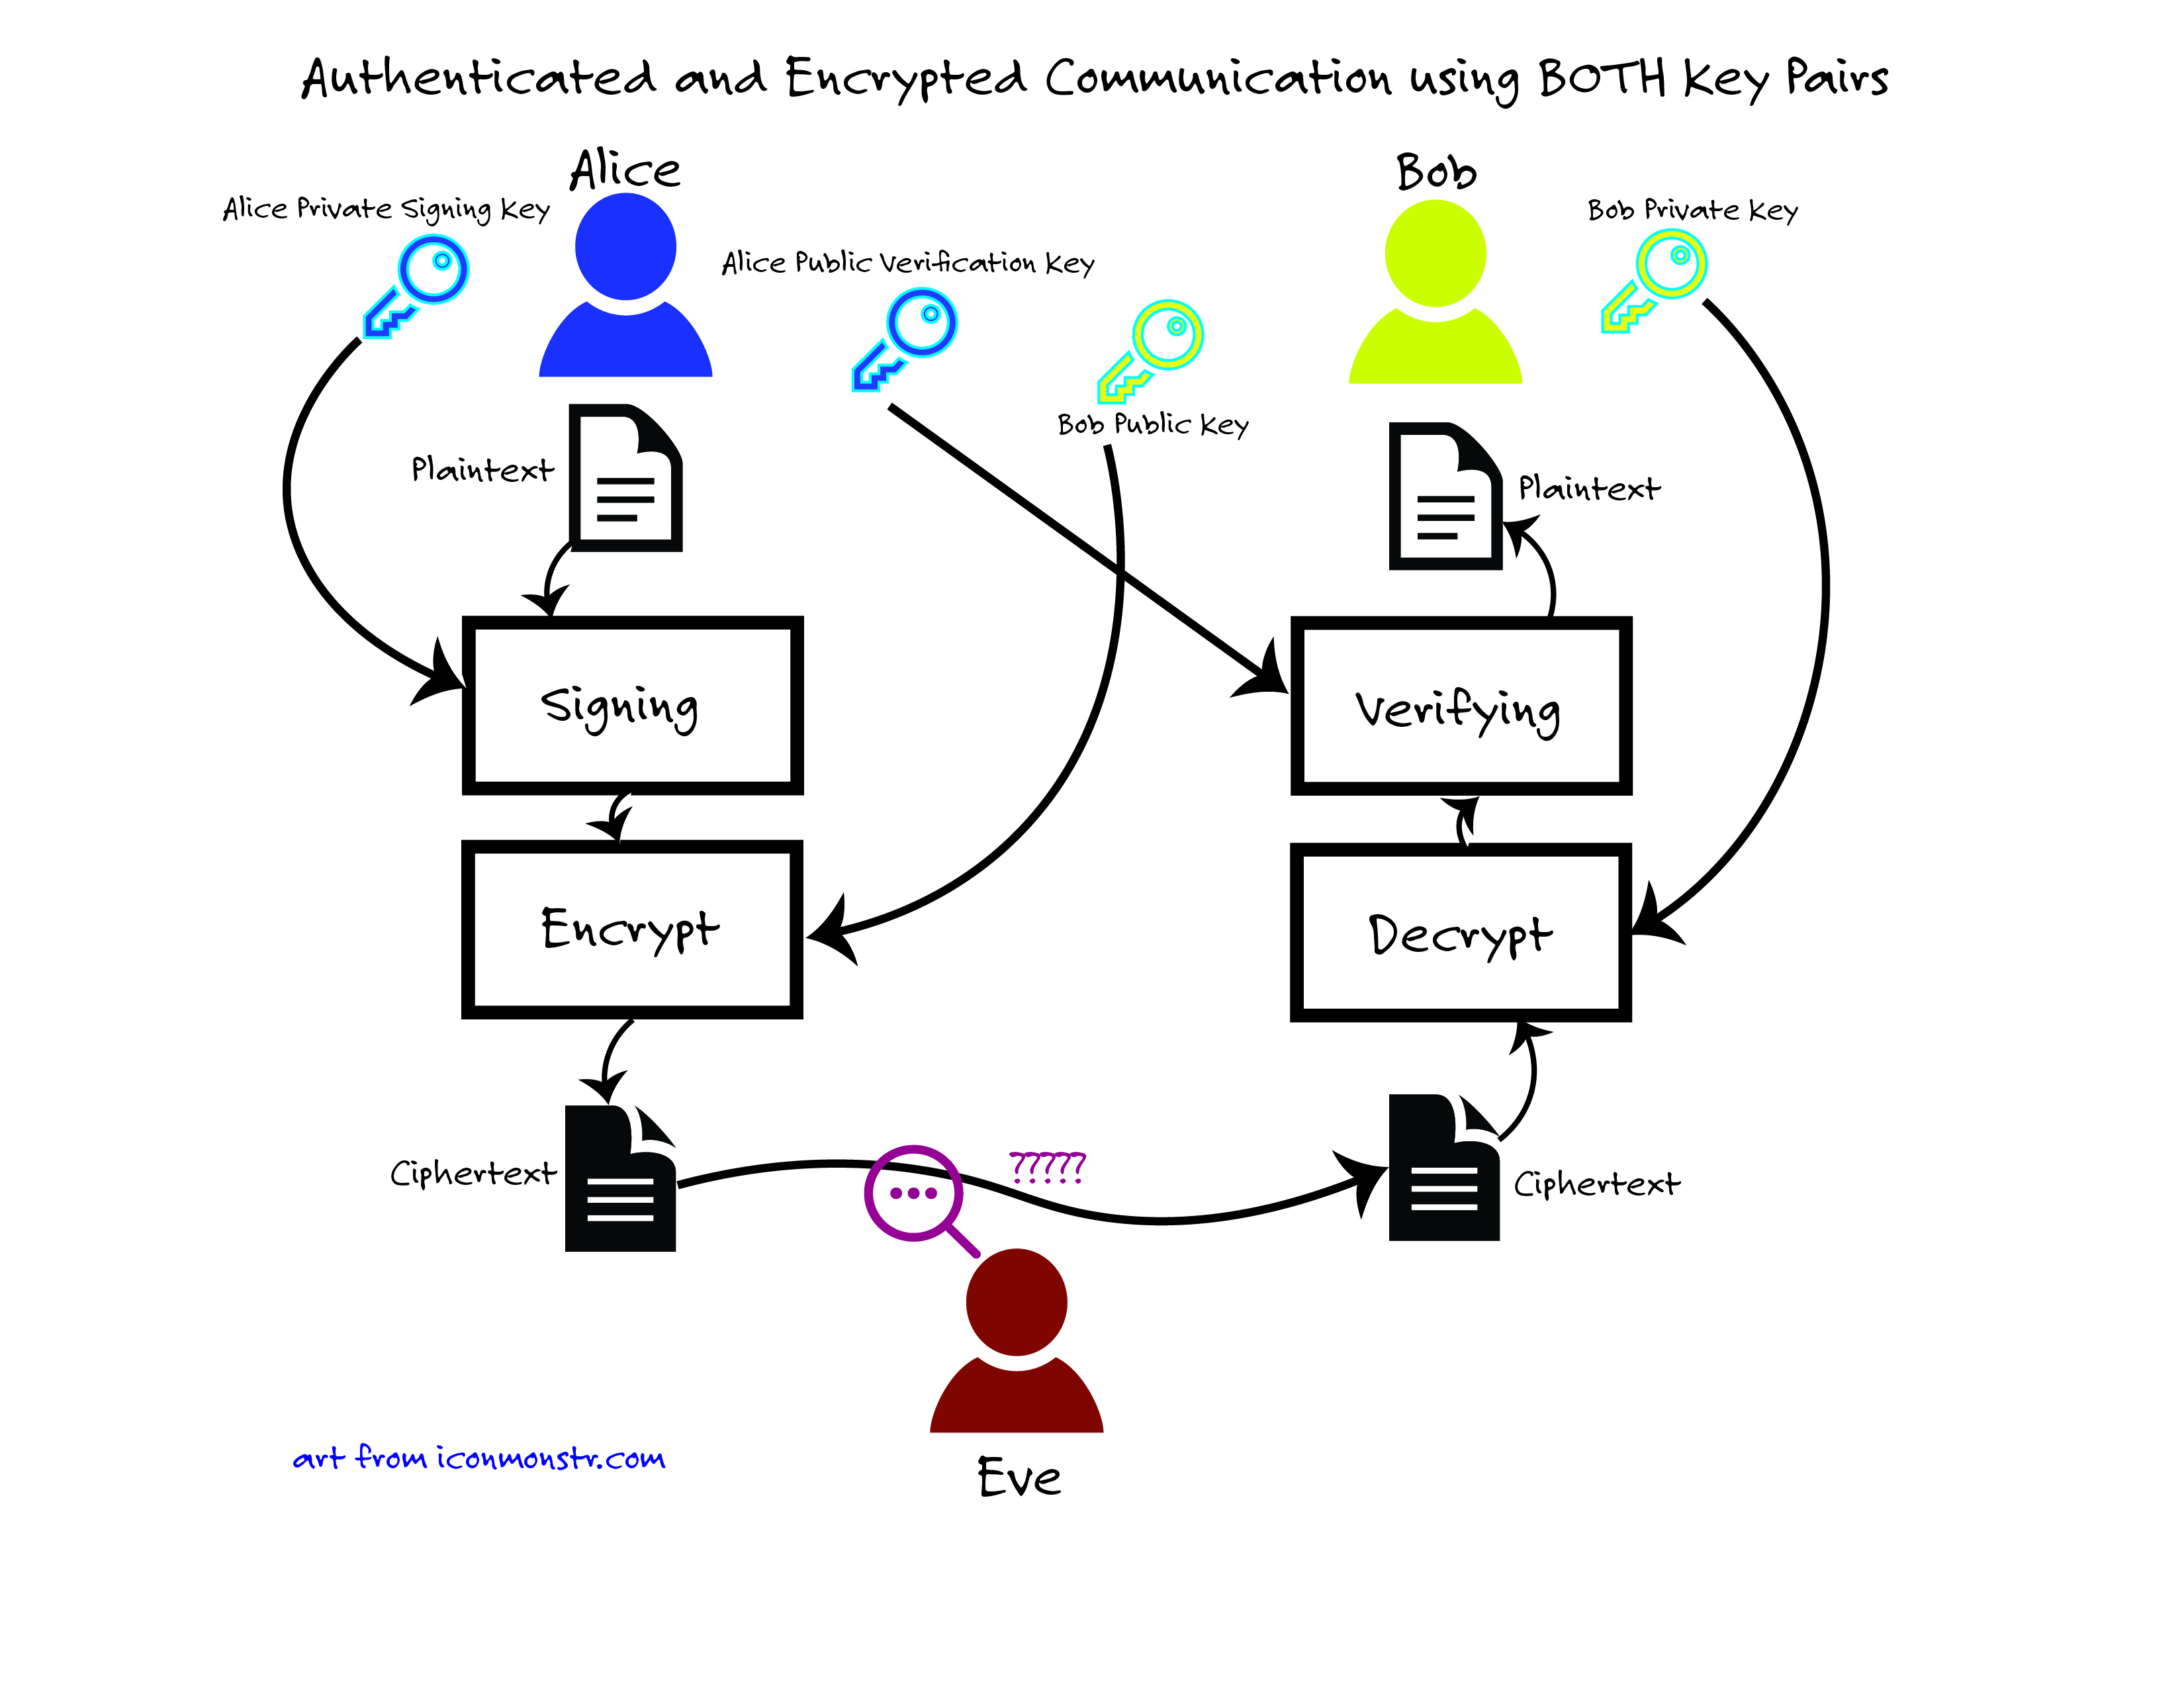 Authenticated and Encrypted Communication using BOTH Key Pairs
Alice
Bob
Alice Private Signing Key
Bob Private Key
Alice Public Verification Key
Bob Public Key
Plaintext
Plaintext
Signing
Verifying
Encrypt
Decrypt
?????
Ciphertext
Ciphertext
art from iconmonstr.com
Eve